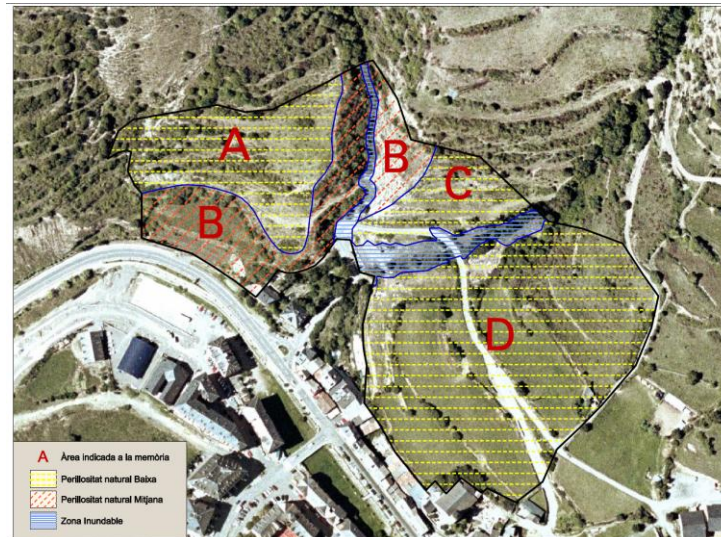 A
B
B
C
D
A Àrea indicada a la memòria
Perillositat natural Baixa
Perillositat natural Mitjana
Zona Inundable